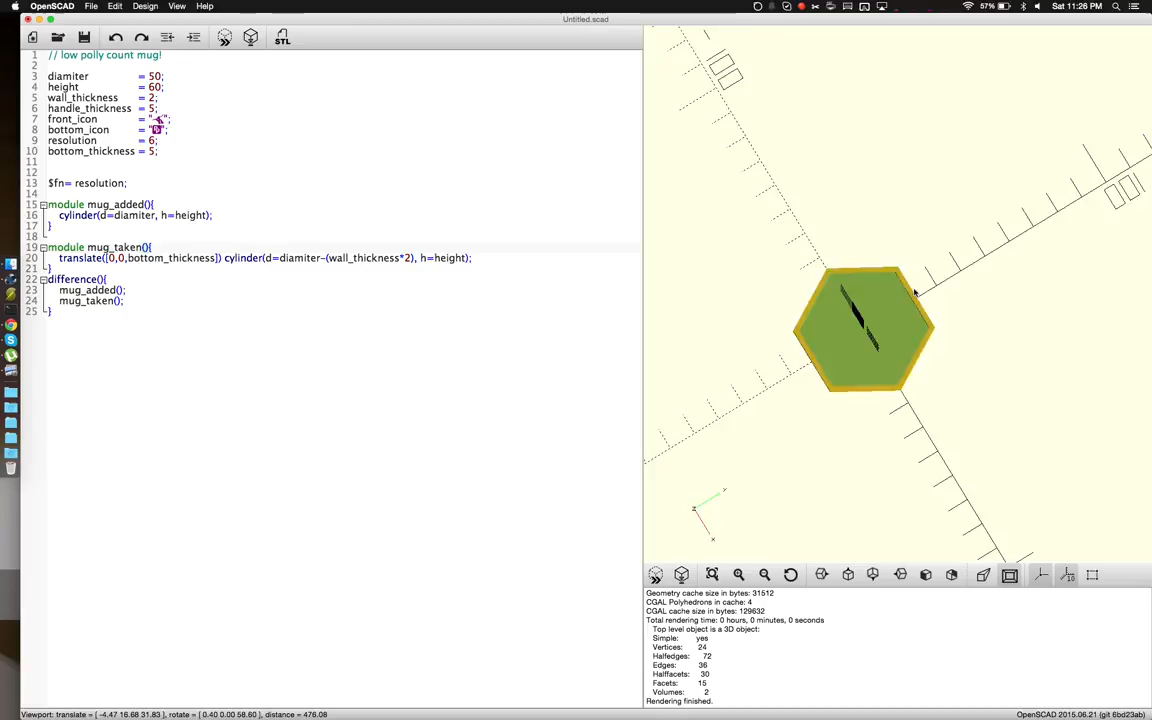 OpenSCAD File Edit Design View Help
57% Sat 11:26 PM
Untitled.scad
STL
1 // low polly count mug!
2
3 diamiter = 50;
4 height = 60;
5 wall_thickness = 2;
6 handle_thickness = 5;
7 front_icon = "";
8 bottom_icon = "";
9 resolution = 6;
10 bottom_thickness = 5;
11
12
13 $fn= resolution;
14
15 module mug_added(){
16 cylinder(d=diamiter, h=height);
17 }
18
19 module mug_taken(){
20 translate([0,0,bottom_thickness]) cylinder(d=diamiter-(wall_thickness*2), h=height);
21 }
22 difference(){
23 mug_added();
24 mug_taken();
25 }
Y
Z
X
10
Geometry cache size in bytes: 31512
CGAL Polyhedrons in cache: 4
CGAL cache size in bytes: 129632
Total rendering time: 0 hours, 0 minutes, 0 seconds
Top level object is a 3D object:
Simple: yes
Vertices: 24
Halfedges: 72
Edges: 36
Halffacets: 30
Facets: 15
Volumes: 2
Rendering finished.
Viewport: translate = [ -4.47 16.68 31.83 ], rotate = [ 0.40 0.00 58.60 ], distance = 476.08
OpenSCAD 2015.06.21 (git 6bd23ab)